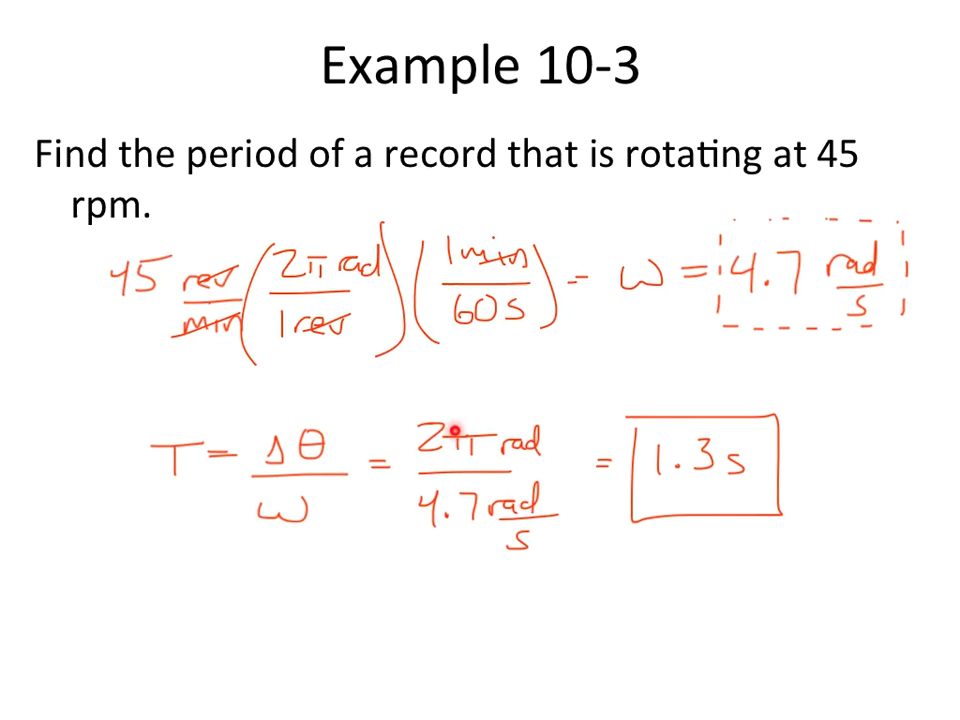 Example 10-3
Find the period of a record that is rotating at 45
rpm.
45 rev/min (2π rad/1 rev) (1 min/60 s) = ω = 4.7 rad/s
T = Δθ/ω = 2π rad/4.7 rad/s = 1.3 s